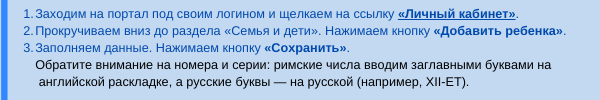 1. Заходим на портал под своим логином и щелкаем на ссылку «Личный кабинет».
2. Прокручиваем вниз до раздела «Семья и дети». Нажимаем кнопку «Добавить ребенка».
3. Заполняем данные. Нажимаем кнопку «Сохранить».
Обратите внимание на номера и серии: римские числа вводим заглавными буквами на
английской раскладке, а русские буквы — на русской (например, XII-ЕТ).